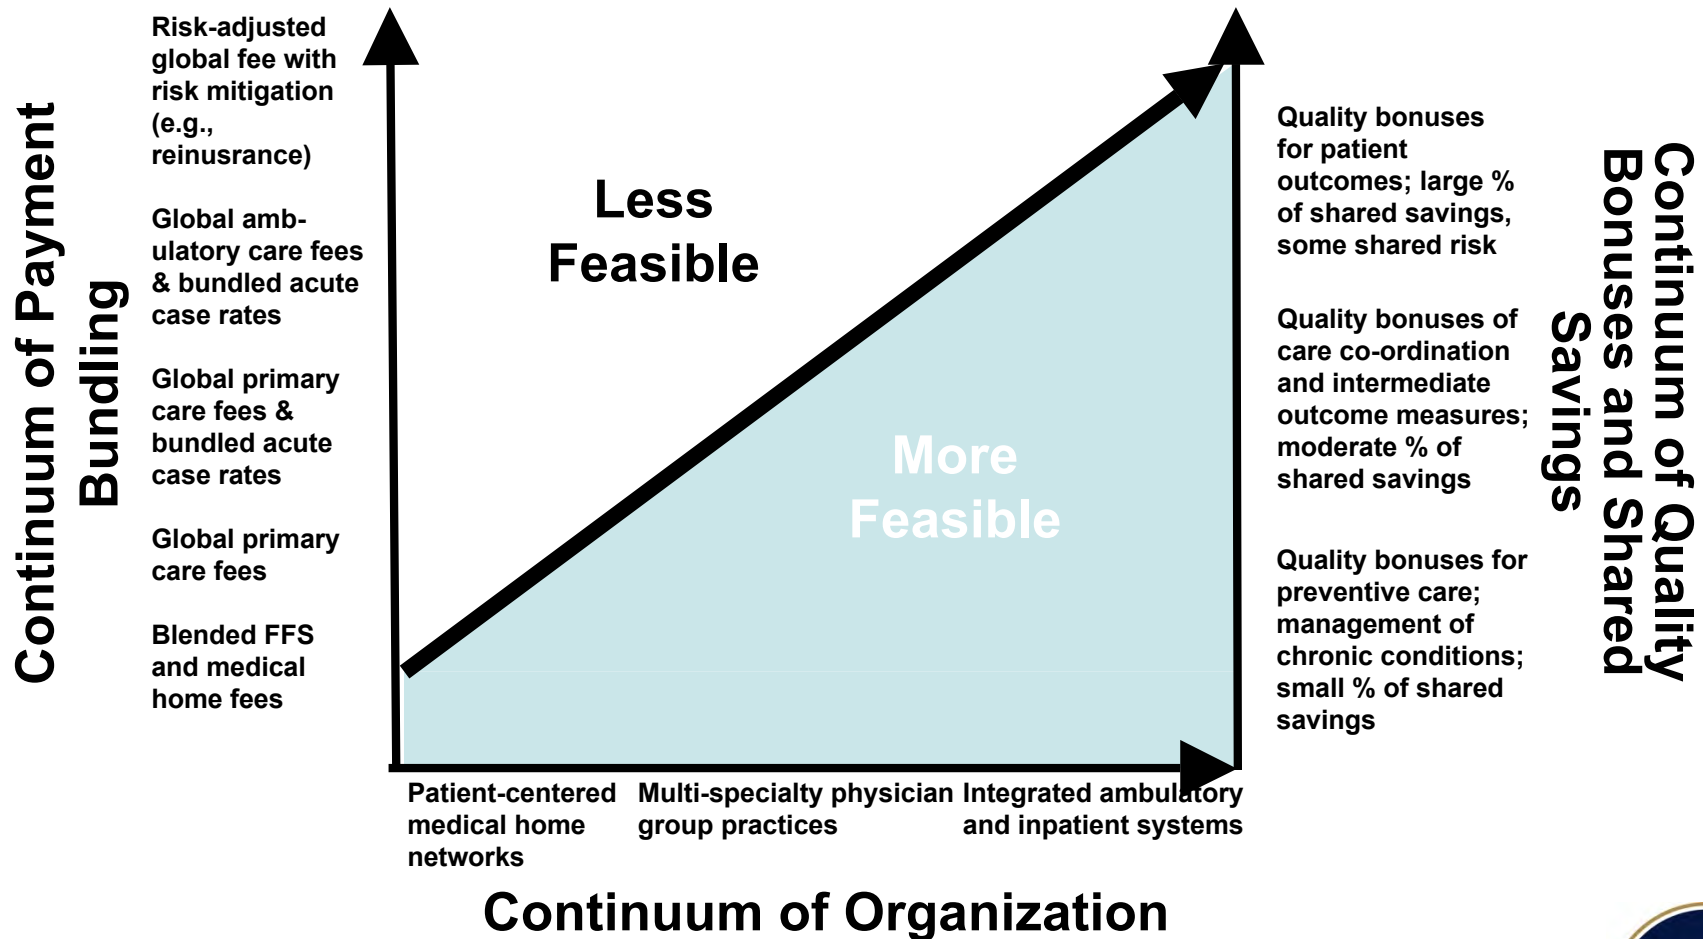 Continuum of Payment
Bundling
Risk-adjusted
global fee with
risk mitigation
(e.g.,
reinusrance)
Global amb-
ulatory care fees
& bundled acute
case rates
Global primary
care fees &
bundled acute
case rates
Global primary
care fees
Blended FFS
and medical
home fees
Less
Feasible
More
Feasible
Quality bonuses
for patient
outcomes; large %
of shared savings,
some shared risk
Quality bonuses of
care co-ordination
and intermediate
outcome measures;
moderate % of
shared savings
Quality bonuses for
preventive care;
management of
chronic conditions;
small % of shared
savings
Continuum of Quality
Bonuses and Shared
Savings
Patient-centered
medical home
networks
Multi-specialty physician
group practices
Integrated ambulatory
and inpatient systems
Continuum of Organization